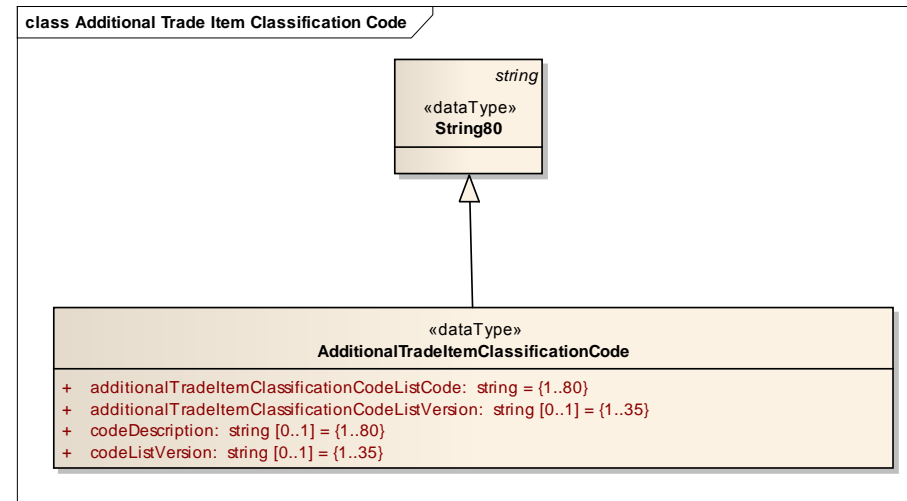 class Additional Trade Item Classification Code
string
«dataType»
String80
«dataType»
AdditionalTradeItemClassificationCode
+ additionalTradeItemClassificationCodeListCode: string = {1..80}
+ additionalTradeItemClassificationCodeListVersion: string [0..1] = {1..35}
+ codeDescription: string [0..1] = {1..80}
+ codeListVersion: string [0..1] = {1..35}